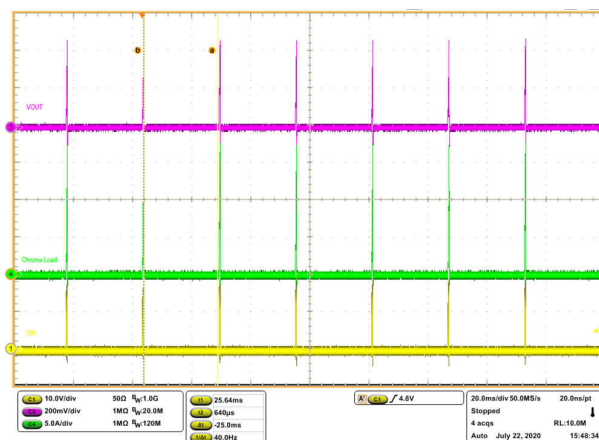 b
a
VOUT
3
Chroma Load
4
SW
1
C1 10.0V/div 50Ω BW:1.0G
C3 200mV/div 1MΩ BW:20.0M
C4 5.0A/div 1MΩ BW:120M
t1 25.64ms
t2 640µs
Δt -25.0ms
1/Δt 40.0Hz
A' C1 4.8V
20.0ms/div 50.0MS/s 20.0ns/pt
Stopped
4 acqs RL:10.0M
Auto July 22, 2020 15:48:34